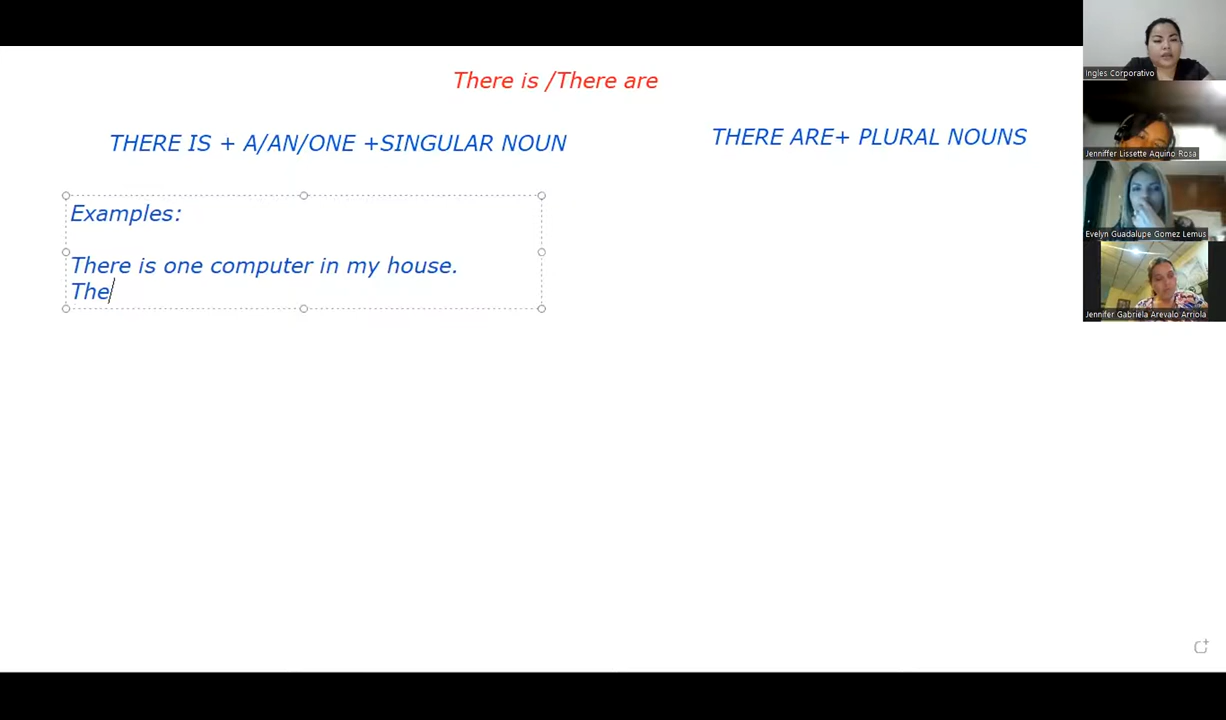 There is /There are
THERE IS + A/AN/ONE +SINGULAR NOUN
THERE ARE+ PLURAL NOUNS
Examples:
There is one computer in my house.
The
Ingles Corporativo
Jenniffer Lissette Aquino Rosa
Evelyn Guadalupe Gomez Lemus
Jennifer Gabriela Arevalo Arriola